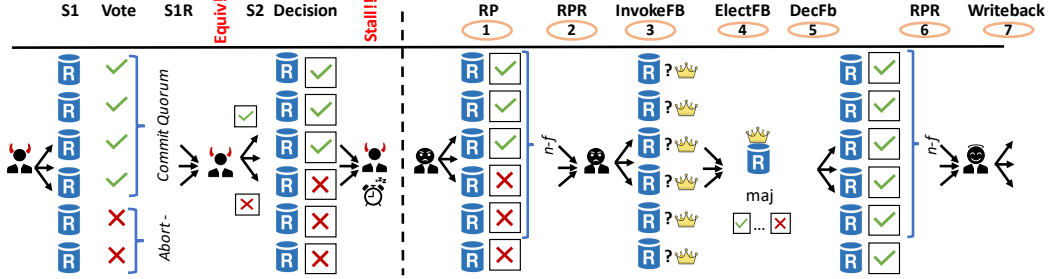 S1 Vote S1R Equiv!! S2 Decision Stall!! RP RPR InvokeFB ElectFB DecFb RPR Writeback
1 2 3 4 5 6 7
R R R R ?
R R R R ? R
R R R R ? R R
R R R R ? R
R R R R ? R
R R R R ? R
Commit Quorum
Abort -
zzZ
n-f
maj
...
n-f